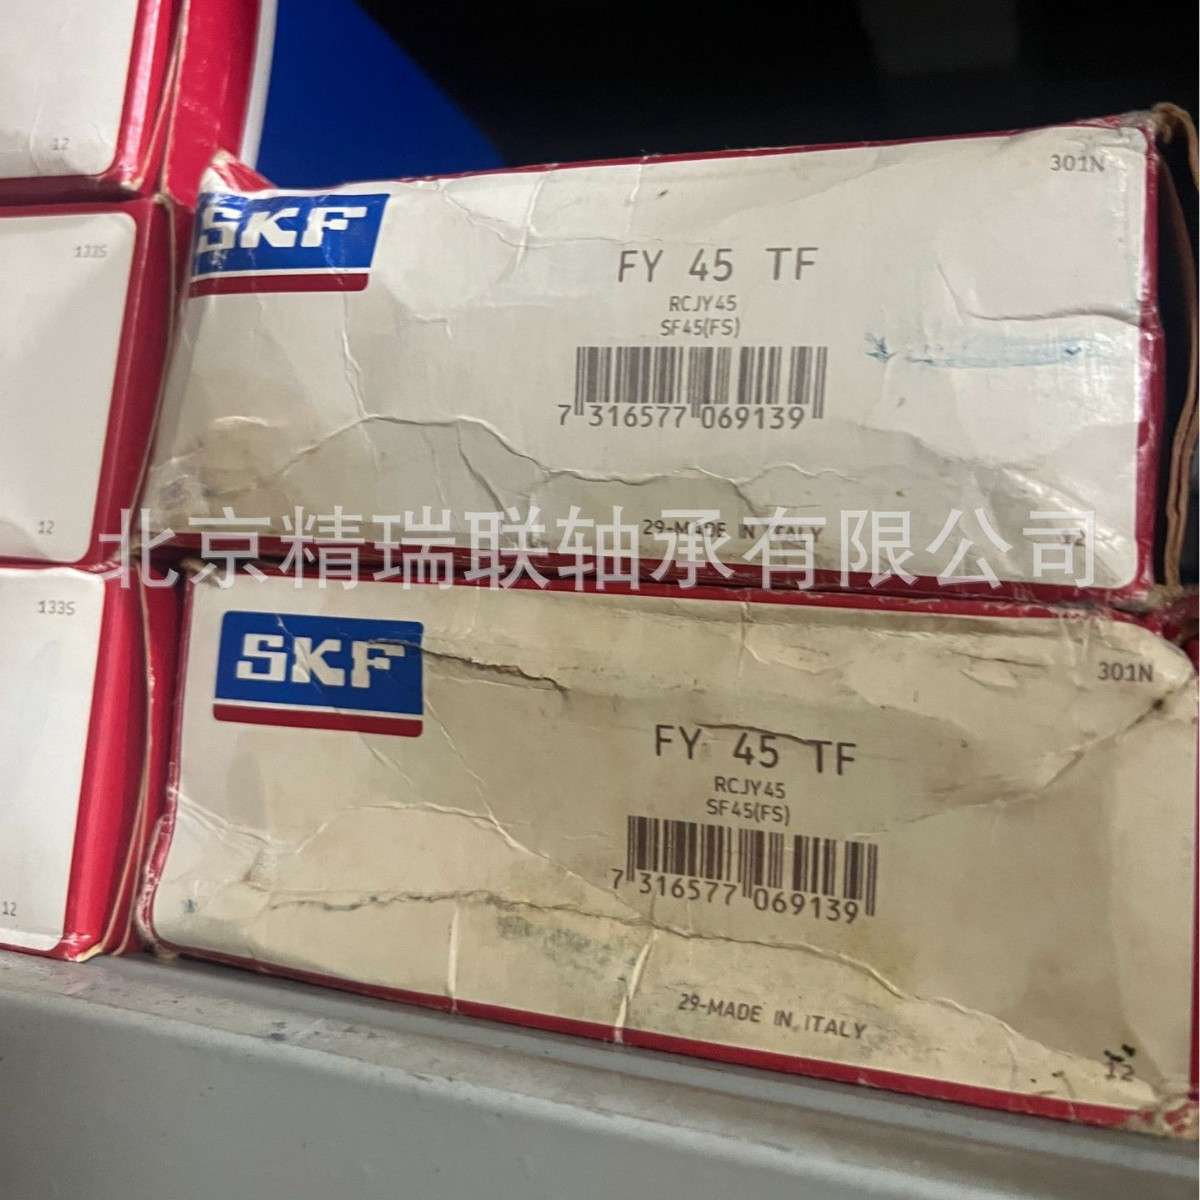 12
133S
12
133S
12
SKF
301N
FY 45 TF
RCJY45
SF45(FS)
7 316577 069139
29-MADE IN ITALY
12
北京精瑞联轴承有限公司
SKF
301N
FY 45 TF
RCJY45
SF45(FS)
7 316577 069139
29-MADE IN ITALY
12